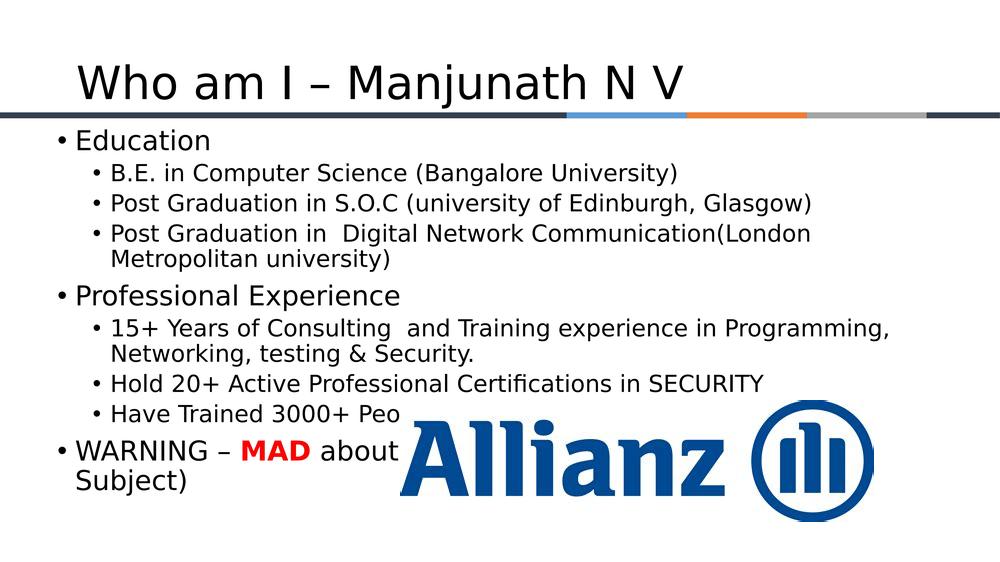 Who am I – Manjunath N V
• Education
• B.E. in Computer Science (Bangalore University)
• Post Graduation in S.O.C (university of Edinburgh, Glasgow)
• Post Graduation in  Digital Network Communication(London
Metropolitan university)
• Professional Experience
• 15+ Years of Consulting  and Training experience in Programming,
Networking, testing & Security.
• Hold 20+ Active Professional Certifications in SECURITY
• Have Trained 3000+ Peo
• WARNING – MAD about
Subject)
Allianz